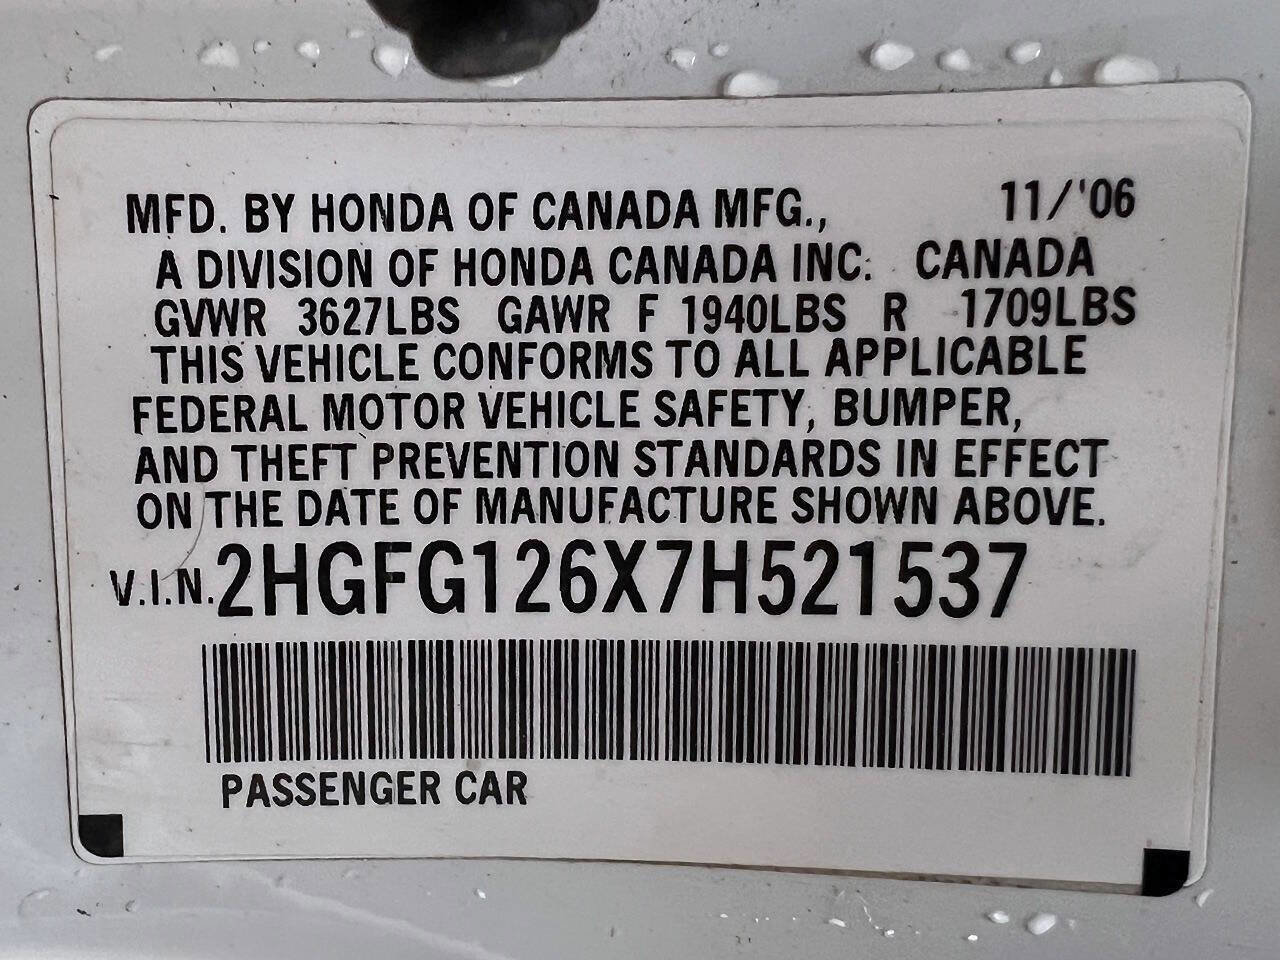 MFD. BY HONDA OF CANADA MFG., 11/'06
A DIVISION OF HONDA CANADA INC: CANADA
GVWR 3627LBS GAWR F 1940LBS R 1709LBS
THIS VEHICLE CONFORMS TO ALL APPLICABLE
FEDERAL MOTOR VEHICLE SAFETY, BUMPER,
AND THEFT PREVENTION STANDARDS IN EFFECT
ON THE DATE OF MANUFACTURE SHOWN ABOVE.
V.I.N. 2HGFG126X7H521537
PASSENGER CAR